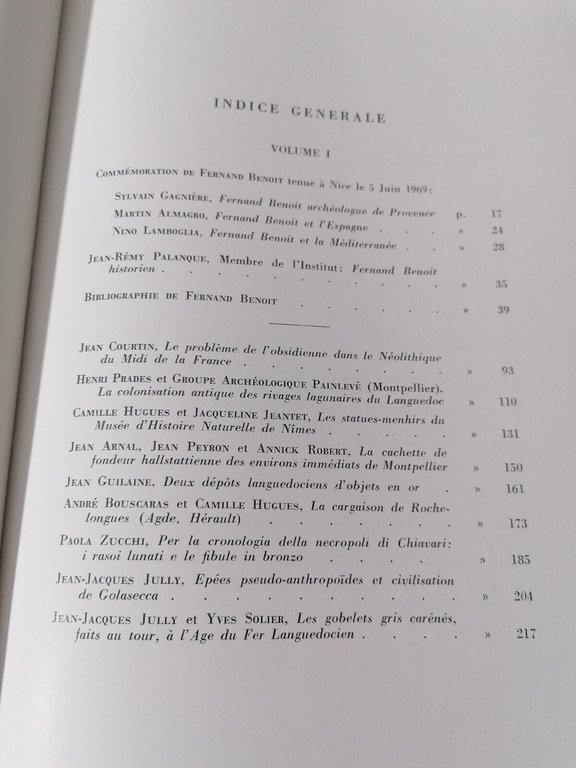 INDICE GENERALE
VOLUME I
COMMÉMORATION DE FERNAND BENOIT tenue à Nice le 5 Juin 1969:
SYLVAIN GAGNIÈRE, Fernand Benoit archéologue de Provence p. 17
MARTIN ALMAGRO, Fernand Benoit et l'Espagne . . . » 24
NINO LAMBOGLIA, Fernand Benoit et la Méditerranée . . » 28
JEAN-RÉMY PALANQUE, Membre de l'Institut: Fernand Benoit
historien . . . . . . . . . » 35
BIBLIOGRAPHIE DE FERNAND BENOIT . . . . » 39
JEAN COURTIN, Le problème de l'obsidienne dans le Néolithique
du Midi de la France . . . . . . . » 93
HENRI PRADES et GROUPE ARCHÉOLOGIQUE PAINLEVÉ (Montpellier),
La colonisation antique des rivages lagunaires du Languedoc » 110
CAMILLE HUGUES et JACQUELINE JEANTET, Les statues-menhirs du
Musée d'Histoire Naturelle de Nimes . . . . . » 131
JEAN ARNAL, JEAN PEYRON et ANNICK ROBERT, La cachette de
fondeur hallstattienne des environs immédiats de Montpellier » 150
JEAN GUILAINE, Deux dépôts languedociens d'objets en or . » 161
ANDRÉ BOUSCARAS et CAMILLE HUGUES, La cargaison de Roche-
longues (Agde, Hérault) . . . . . . » 173
PAOLA ZUCCHI, Per la cronologia della necropoli di Chiavari:
i rasoi lunati e le fibule in bronzo . . . . » 185
JEAN-JACQUES JULLY, Epées pseudo-anthropoïdes et civilisation
de Golasecca . . . . . . . . » 204
JEAN-JACQUES JULLY et YVES SOLIER, Les gobelets gris carénés,
faits au tour, à l'Age du Fer Languedocien . . . . » 217